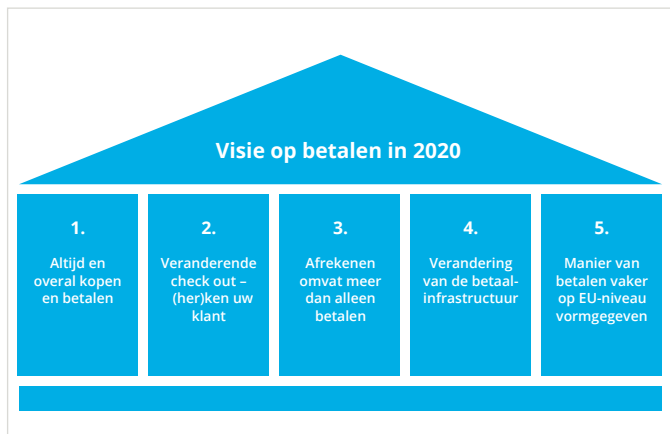 Visie op betalen in 2020
1.
Altijd en
overal kopen
en betalen
2.
Veranderende
check out –
(her)ken uw
klant
3.
Afrekenen
omvat meer
dan alleen
betalen
4.
Verandering
van de betaal-
infrastructuur
5.
Manier van
betalen vaker
op EU-niveau
vormgegeven